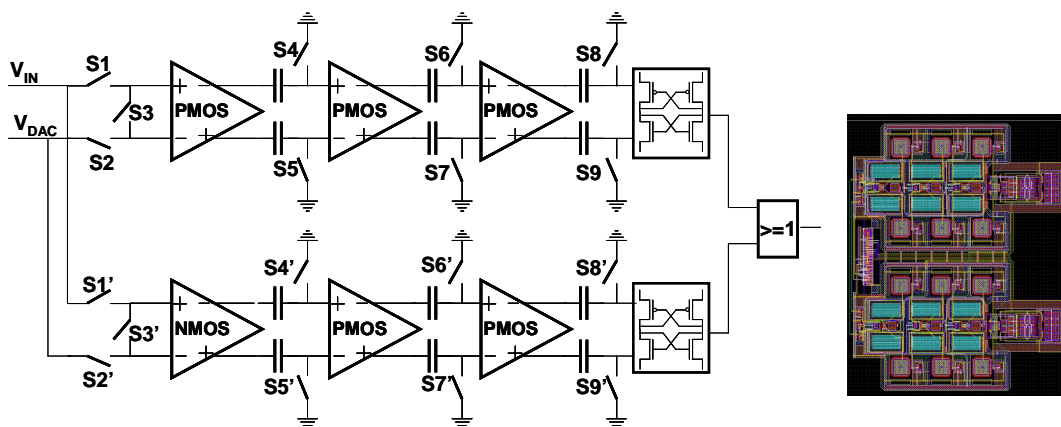 S4 S6 S8
V_IN S1
S3 PMOS PMOS PMOS
V_DAC
S2 S5 S7 S9
>=1
S4’ S6’ S8’
S1’
S3’ NMOS PMOS PMOS
S2’ S5’ S7’ S9’